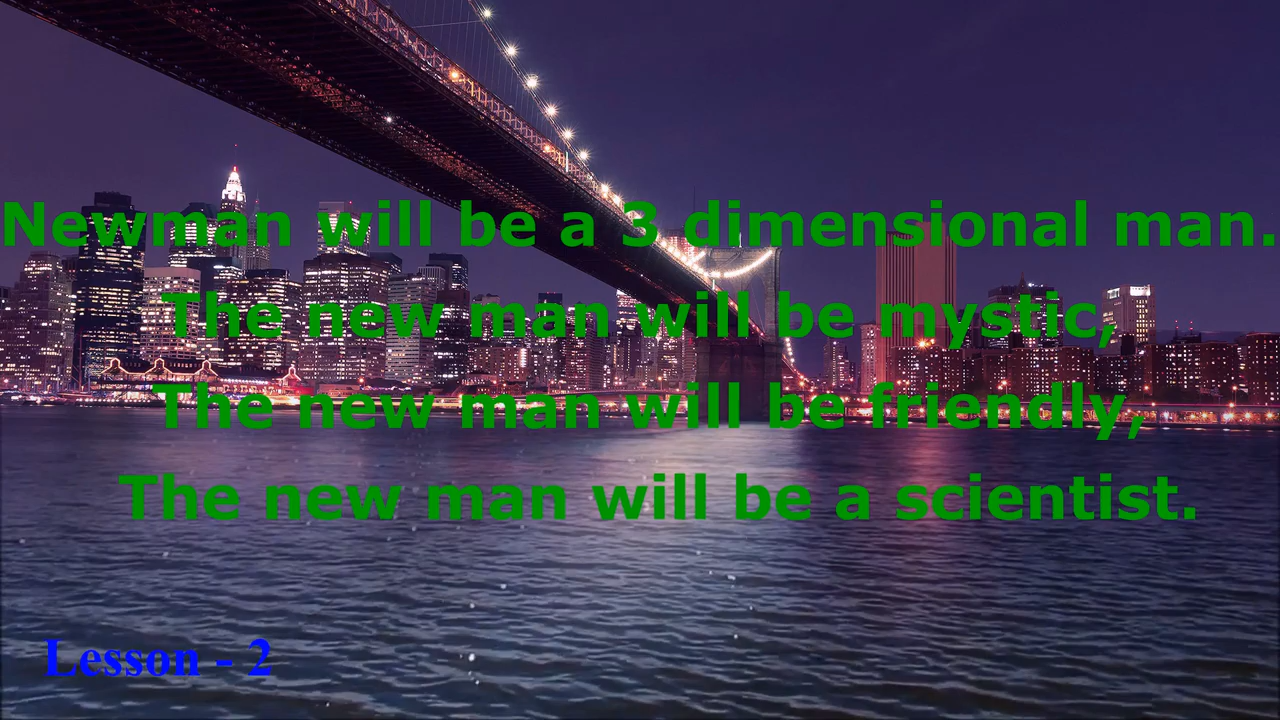 Newman will be a 3 dimensional man.
The new man will be mystic,
The new man will be friendly,
The new man will be a scientist.
Lesson - 2